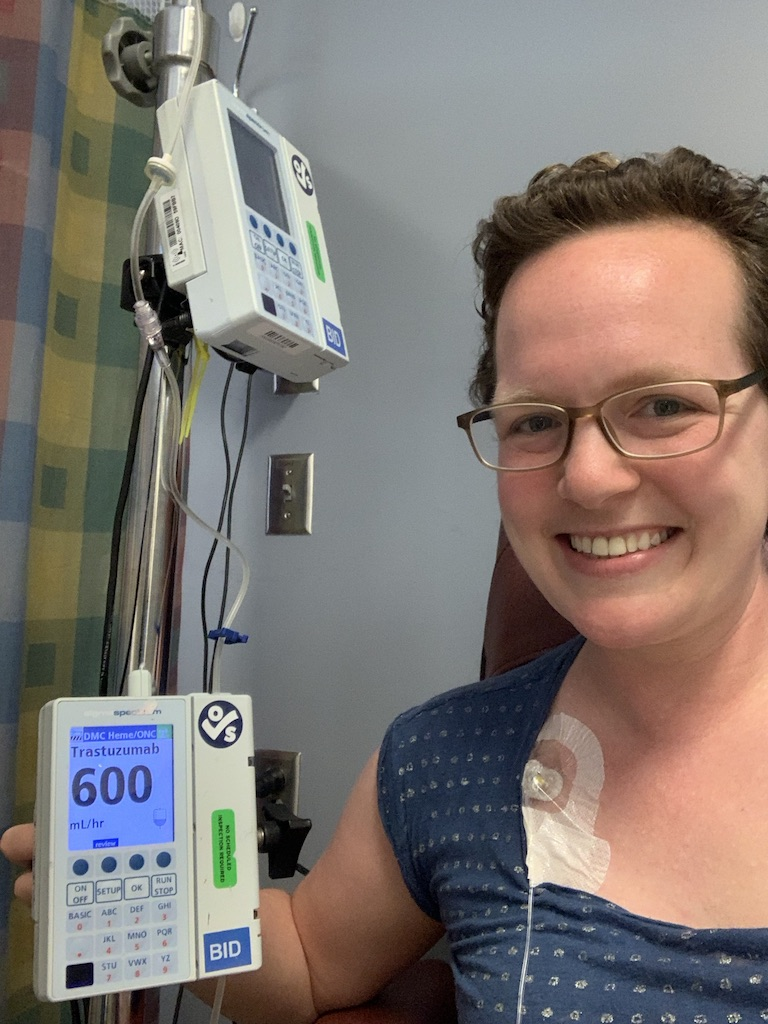 BID
spectrum
OVS
DMC Heme/ONC
Trastuzumab
600
mL/hr
review
NO SCHEDULED
INSPECTION REQUIRED
ON
OFF
SETUP
OK
RUN
STOP
BASIC
0
ABC
1
DEF
2
GHI
3
.
JKL
4
MNO
5
PQR
6
STU
7
VWX
8
YZ
9
BID